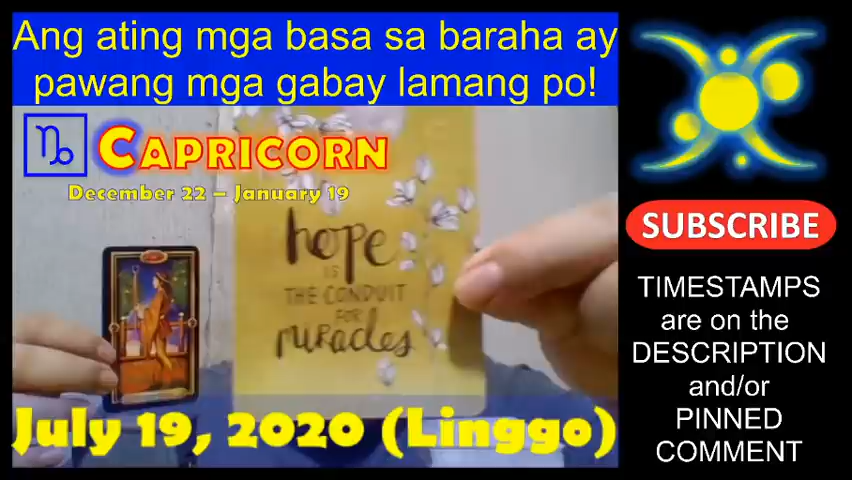 Ang ating mga basa sa baraha ay
pawang mga gabay lamang po!
CAPRICORN
December 22 – January 19
hope
IS
THE CONDUIT
FOR
miracles
July 19, 2020 (Linggo)
SUBSCRIBE
TIMESTAMPS
are on the
DESCRIPTION
and/or
PINNED
COMMENT